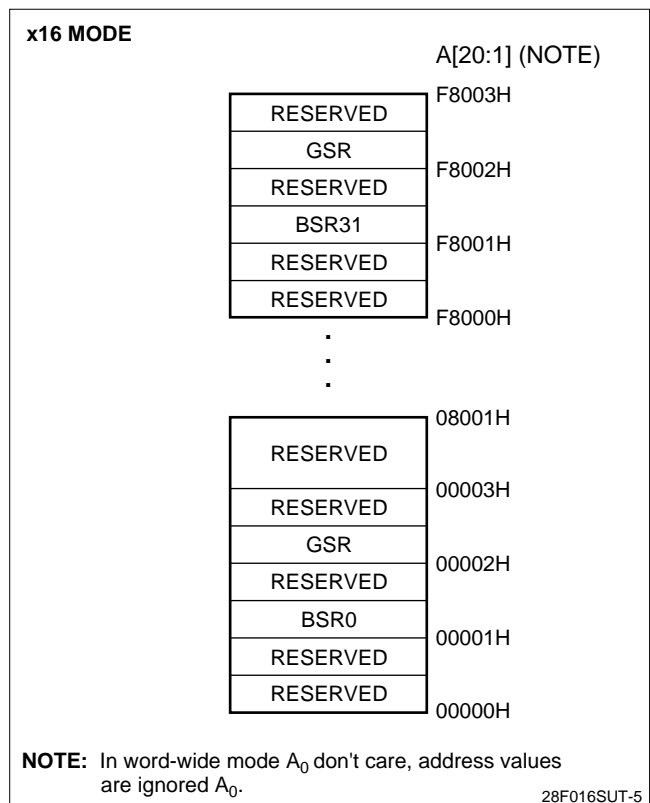 x16 MODE
A[20:1] (NOTE)
F8003H
RESERVED
GSR
F8002H
RESERVED
BSR31
F8001H
RESERVED
RESERVED
F8000H
.
.
.
08001H
RESERVED
00003H
RESERVED
GSR
00002H
RESERVED
BSR0
00001H
RESERVED
RESERVED
00000H
NOTE: In word-wide mode A₀ don't care, address values
are ignored A₀.
28F016SUT-5